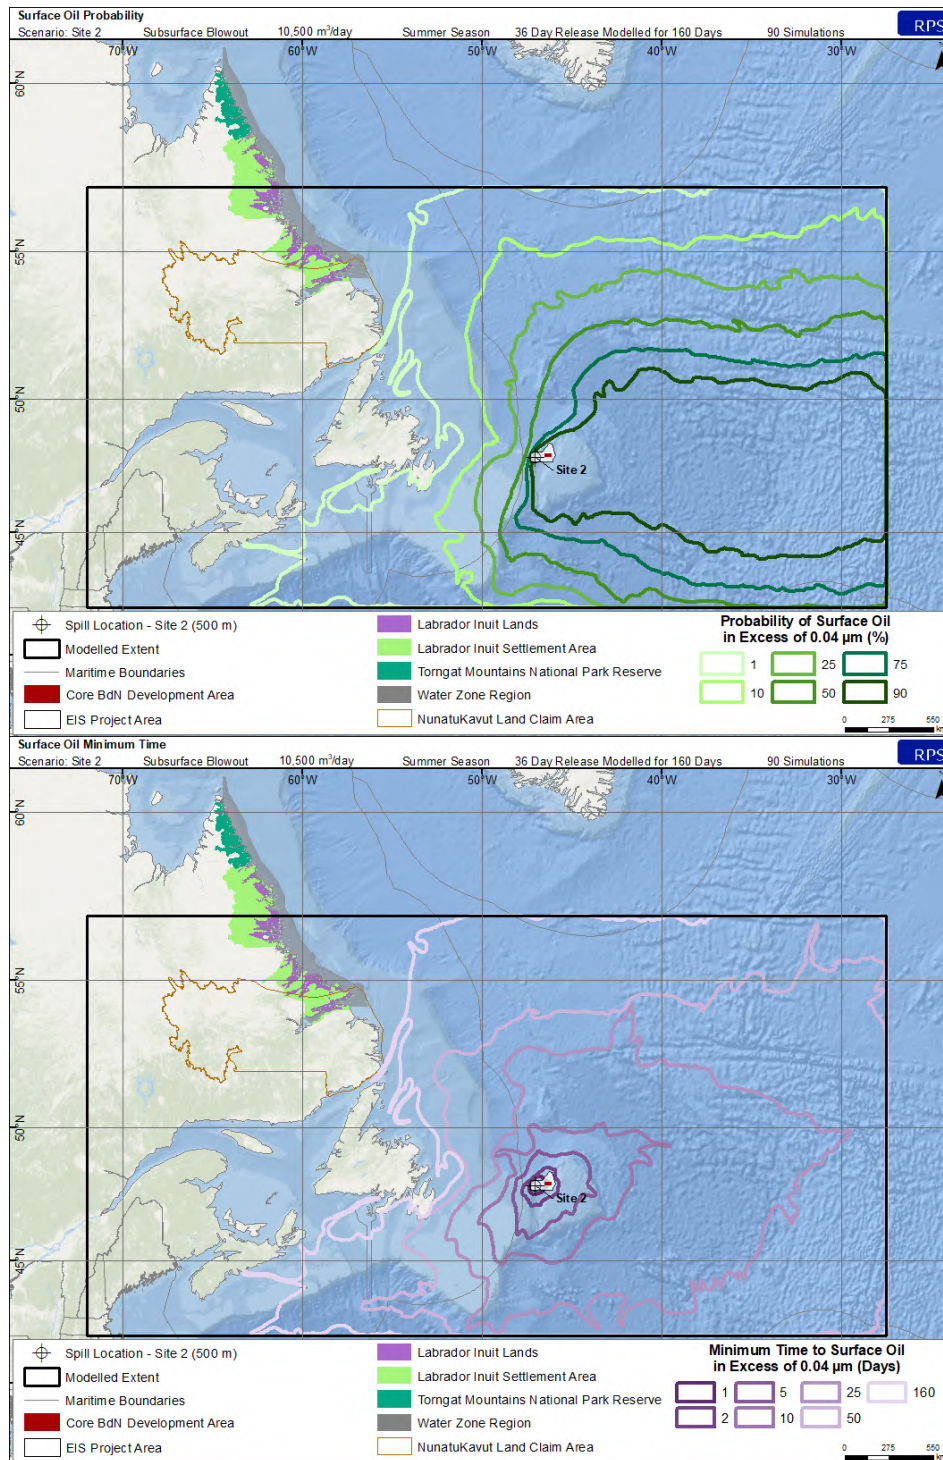 Surface Oil Probability
Scenario: Site 2 Subsurface Blowout 10,500 m³/day Summer Season 36 Day Release Modelled for 160 Days 90 Simulations
RPS
70°W 60°W 50°W 40°W 30°W
60°N
55°N
50°N
45°N
Site 2
Spill Location - Site 2 (500 m)
Modelled Extent
Maritime Boundaries
Core BdN Development Area
EIS Project Area
Labrador Inuit Lands
Labrador Inuit Settlement Area
Torngat Mountains National Park Reserve
Water Zone Region
NunatuKavut Land Claim Area
Probability of Surface Oil
in Excess of 0.04 µm (%)
1 25 75
10 50 90
0 275 550
km
Surface Oil Minimum Time
Scenario: Site 2 Subsurface Blowout 10,500 m³/day Summer Season 36 Day Release Modelled for 160 Days 90 Simulations
RPS
70°W 60°W 50°W 40°W 30°W
60°N
55°N
50°N
45°N
Site 2
Spill Location - Site 2 (500 m)
Modelled Extent
Maritime Boundaries
Core BdN Development Area
EIS Project Area
Labrador Inuit Lands
Labrador Inuit Settlement Area
Torngat Mountains National Park Reserve
Water Zone Region
NunatuKavut Land Claim Area
Minimum Time to Surface Oil
in Excess of 0.04 µm (Days)
1 5 25 160
2 10 50
0 275 550
km